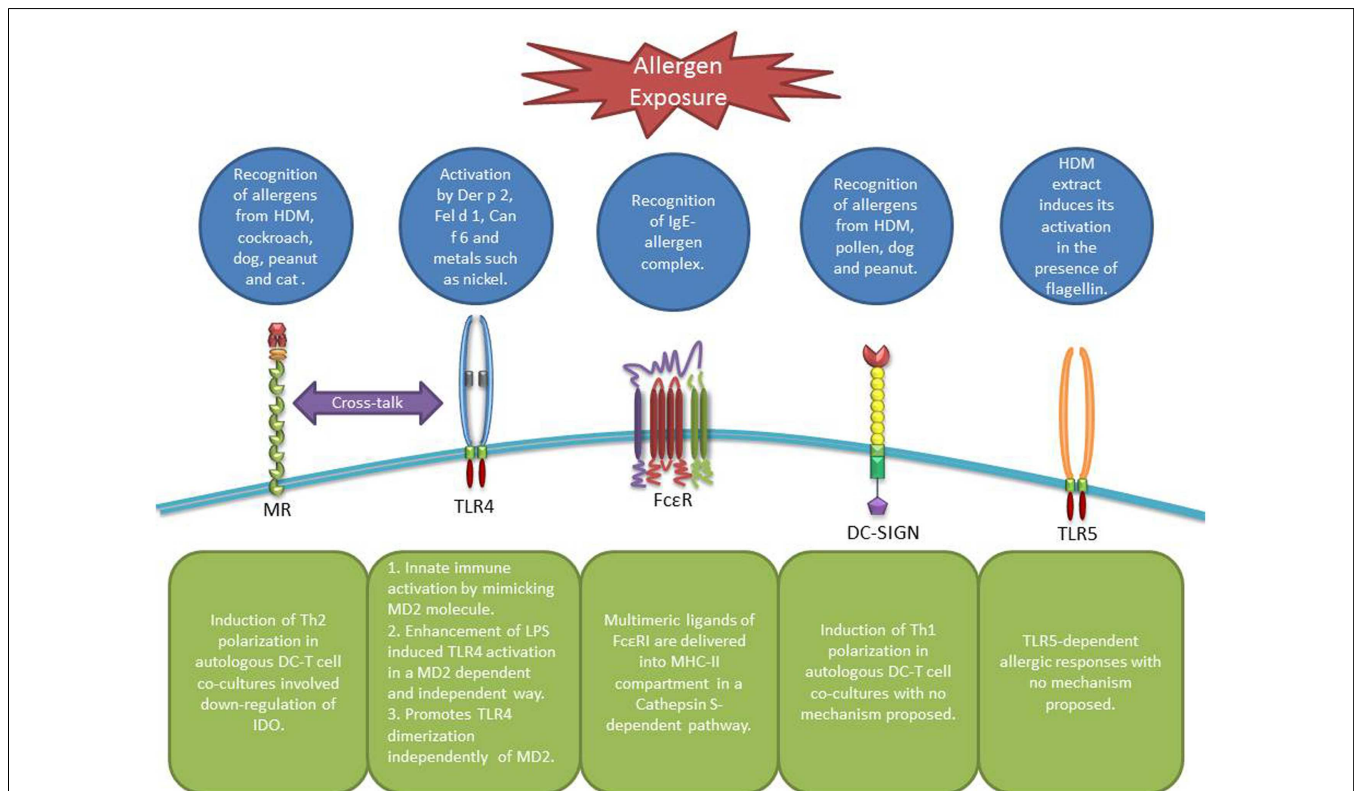 Allergen
Exposure
Recognition
of allergens
from HDM,
cockroach,
dog, peanut
and cat .
Activation
by Der p 2,
Fel d 1, Can
f 6 and
metals such
as nickel.
Recognition
of IgE-
allergen
complex.
Recognition
of allergens
from HDM,
pollen, dog
and peanut.
HDM
extract
induces its
activation
in the
presence of
flagellin.
Cross-talk
MR
TLR4
FcεR
DC-SIGN
TLR5
Induction of Th2
polarization in
autologous DC-T cell
co-cultures involved
down-regulation of
IDO.
1. Innate immune
activation by mimicking
MD2 molecule.
2. Enhancement of LPS
induced TLR4 activation
in a MD2 dependent
and independent way.
3. Promotes TLR4
dimerization
independently of MD2.
Multimeric ligands of
FcεRI are delivered
into MHC-II
compartment in a
Cathepsin S-
dependent pathway.
Induction of Th1
polarization in
autologous DC-T cell
co-cultures with no
mechanism proposed.
TLR5-dependent
allergic responses with
no mechanism
proposed.